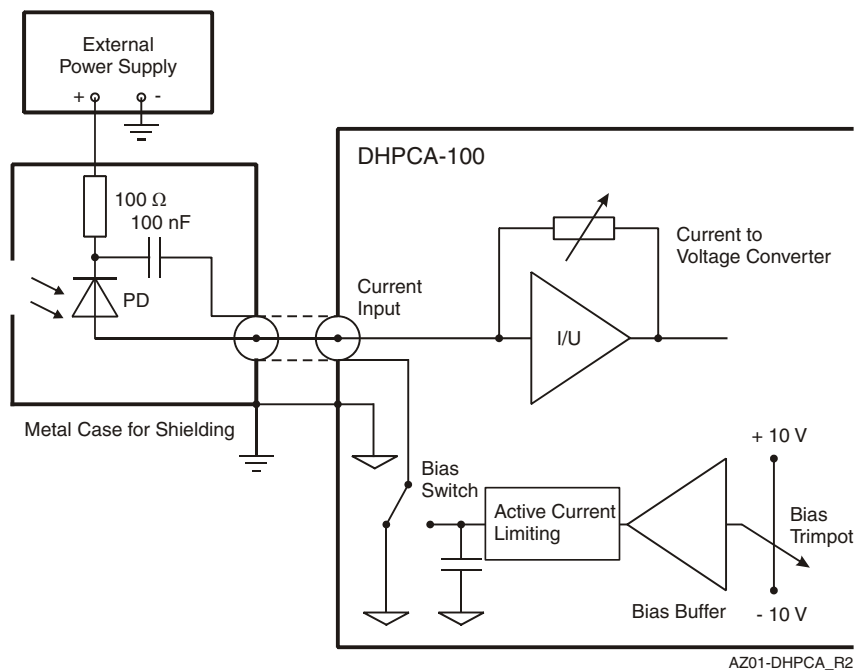 External
Power Supply
+ -
DHPCA-100
100 Ω
100 nF
PD
Current
Input
Current to
Voltage Converter
I/U
Metal Case for Shielding
Bias
Switch
Active Current
Limiting
+ 10 V
Bias
Trimpot
- 10 V
Bias Buffer
AZ01-DHPCA_R2